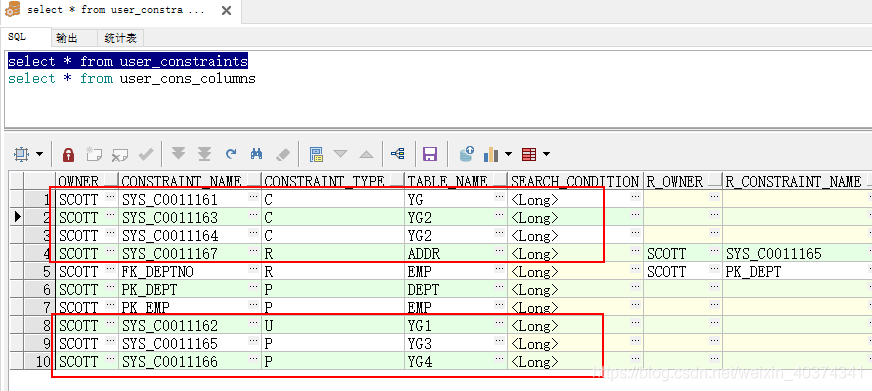 select * from user_constra ...
SQL 输出 统计表
select * from user_constraints
select * from user_cons_columns
OWNER CONSTRAINT_NAME CONSTRAINT_TYPE TABLE_NAME SEARCH_CONDITION R_OWNER R_CONSTRAINT_NAME
1 SCOTT SYS_C0011161 C YG <Long>
2 SCOTT SYS_C0011163 C YG2 <Long>
3 SCOTT SYS_C0011164 C YG2 <Long>
4 SCOTT SYS_C0011167 R ADDR <Long> SCOTT SYS_C0011165
5 SCOTT FK_DEPTNO R EMP <Long> SCOTT PK_DEPT
6 SCOTT PK_DEPT P DEPT <Long>
7 SCOTT PK_EMP P EMP <Long>
8 SCOTT SYS_C0011162 U YG1 <Long>
9 SCOTT SYS_C0011165 P YG3 <Long>
10 SCOTT SYS_C0011166 P YG4 <Long>
https://blog.csdn.net/weixin_40374341